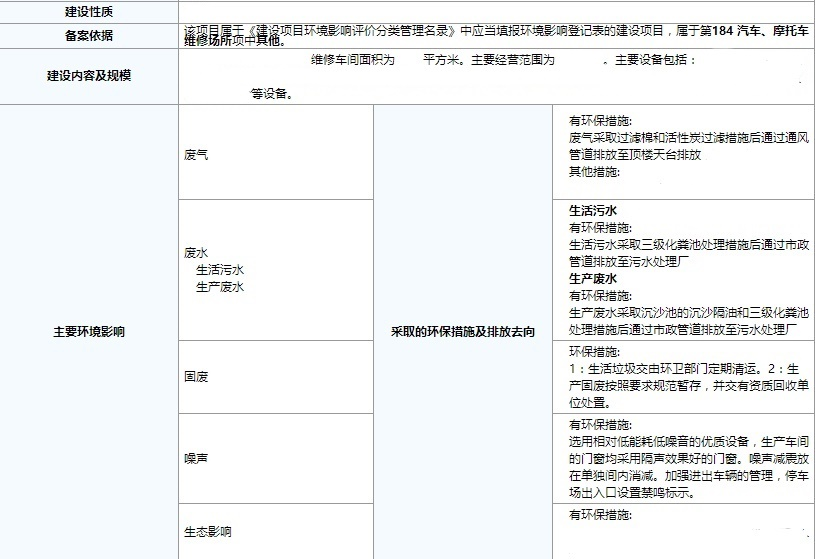 建设性质
备案依据
该项目属于《建设项目环境影响评价分类管理名录》中应当填报环境影响登记表的建设项目，属于第184 汽车、摩托车
维修场所项中其他。
建设内容及规模
维修车间面积为 平方米。主要经营范围为 。主要设备包括：
、
等设备。
主要环境影响
废气
采取的环保措施及排放去向
有环保措施:
废气采取过滤棉和活性炭过滤措施后通过通风
管道排放至顶楼天台排放
其他措施:
废水
生活污水
生产废水
生活污水
有环保措施:
生活污水采取三级化粪池处理措施后通过市政
管道排放至污水处理厂
生产废水
有环保措施:
生产废水采取沉沙池的沉沙隔油和三级化粪池
处理措施后通过市政管道排放至污水处理厂
固废
环保措施:
1：生活垃圾交由环卫部门定期清运。2：生
产固废按照要求规范暂存，并交有资质回收单
位处置。
噪声
有环保措施:
选用相对低能耗低噪音的优质设备，生产车间
的门窗均采用隔声效果好的门窗。噪声减震放
在单独间内消减。加强进出车辆的管理，停车
场出入口设置禁鸣标示。
生态影响
有环保措施: